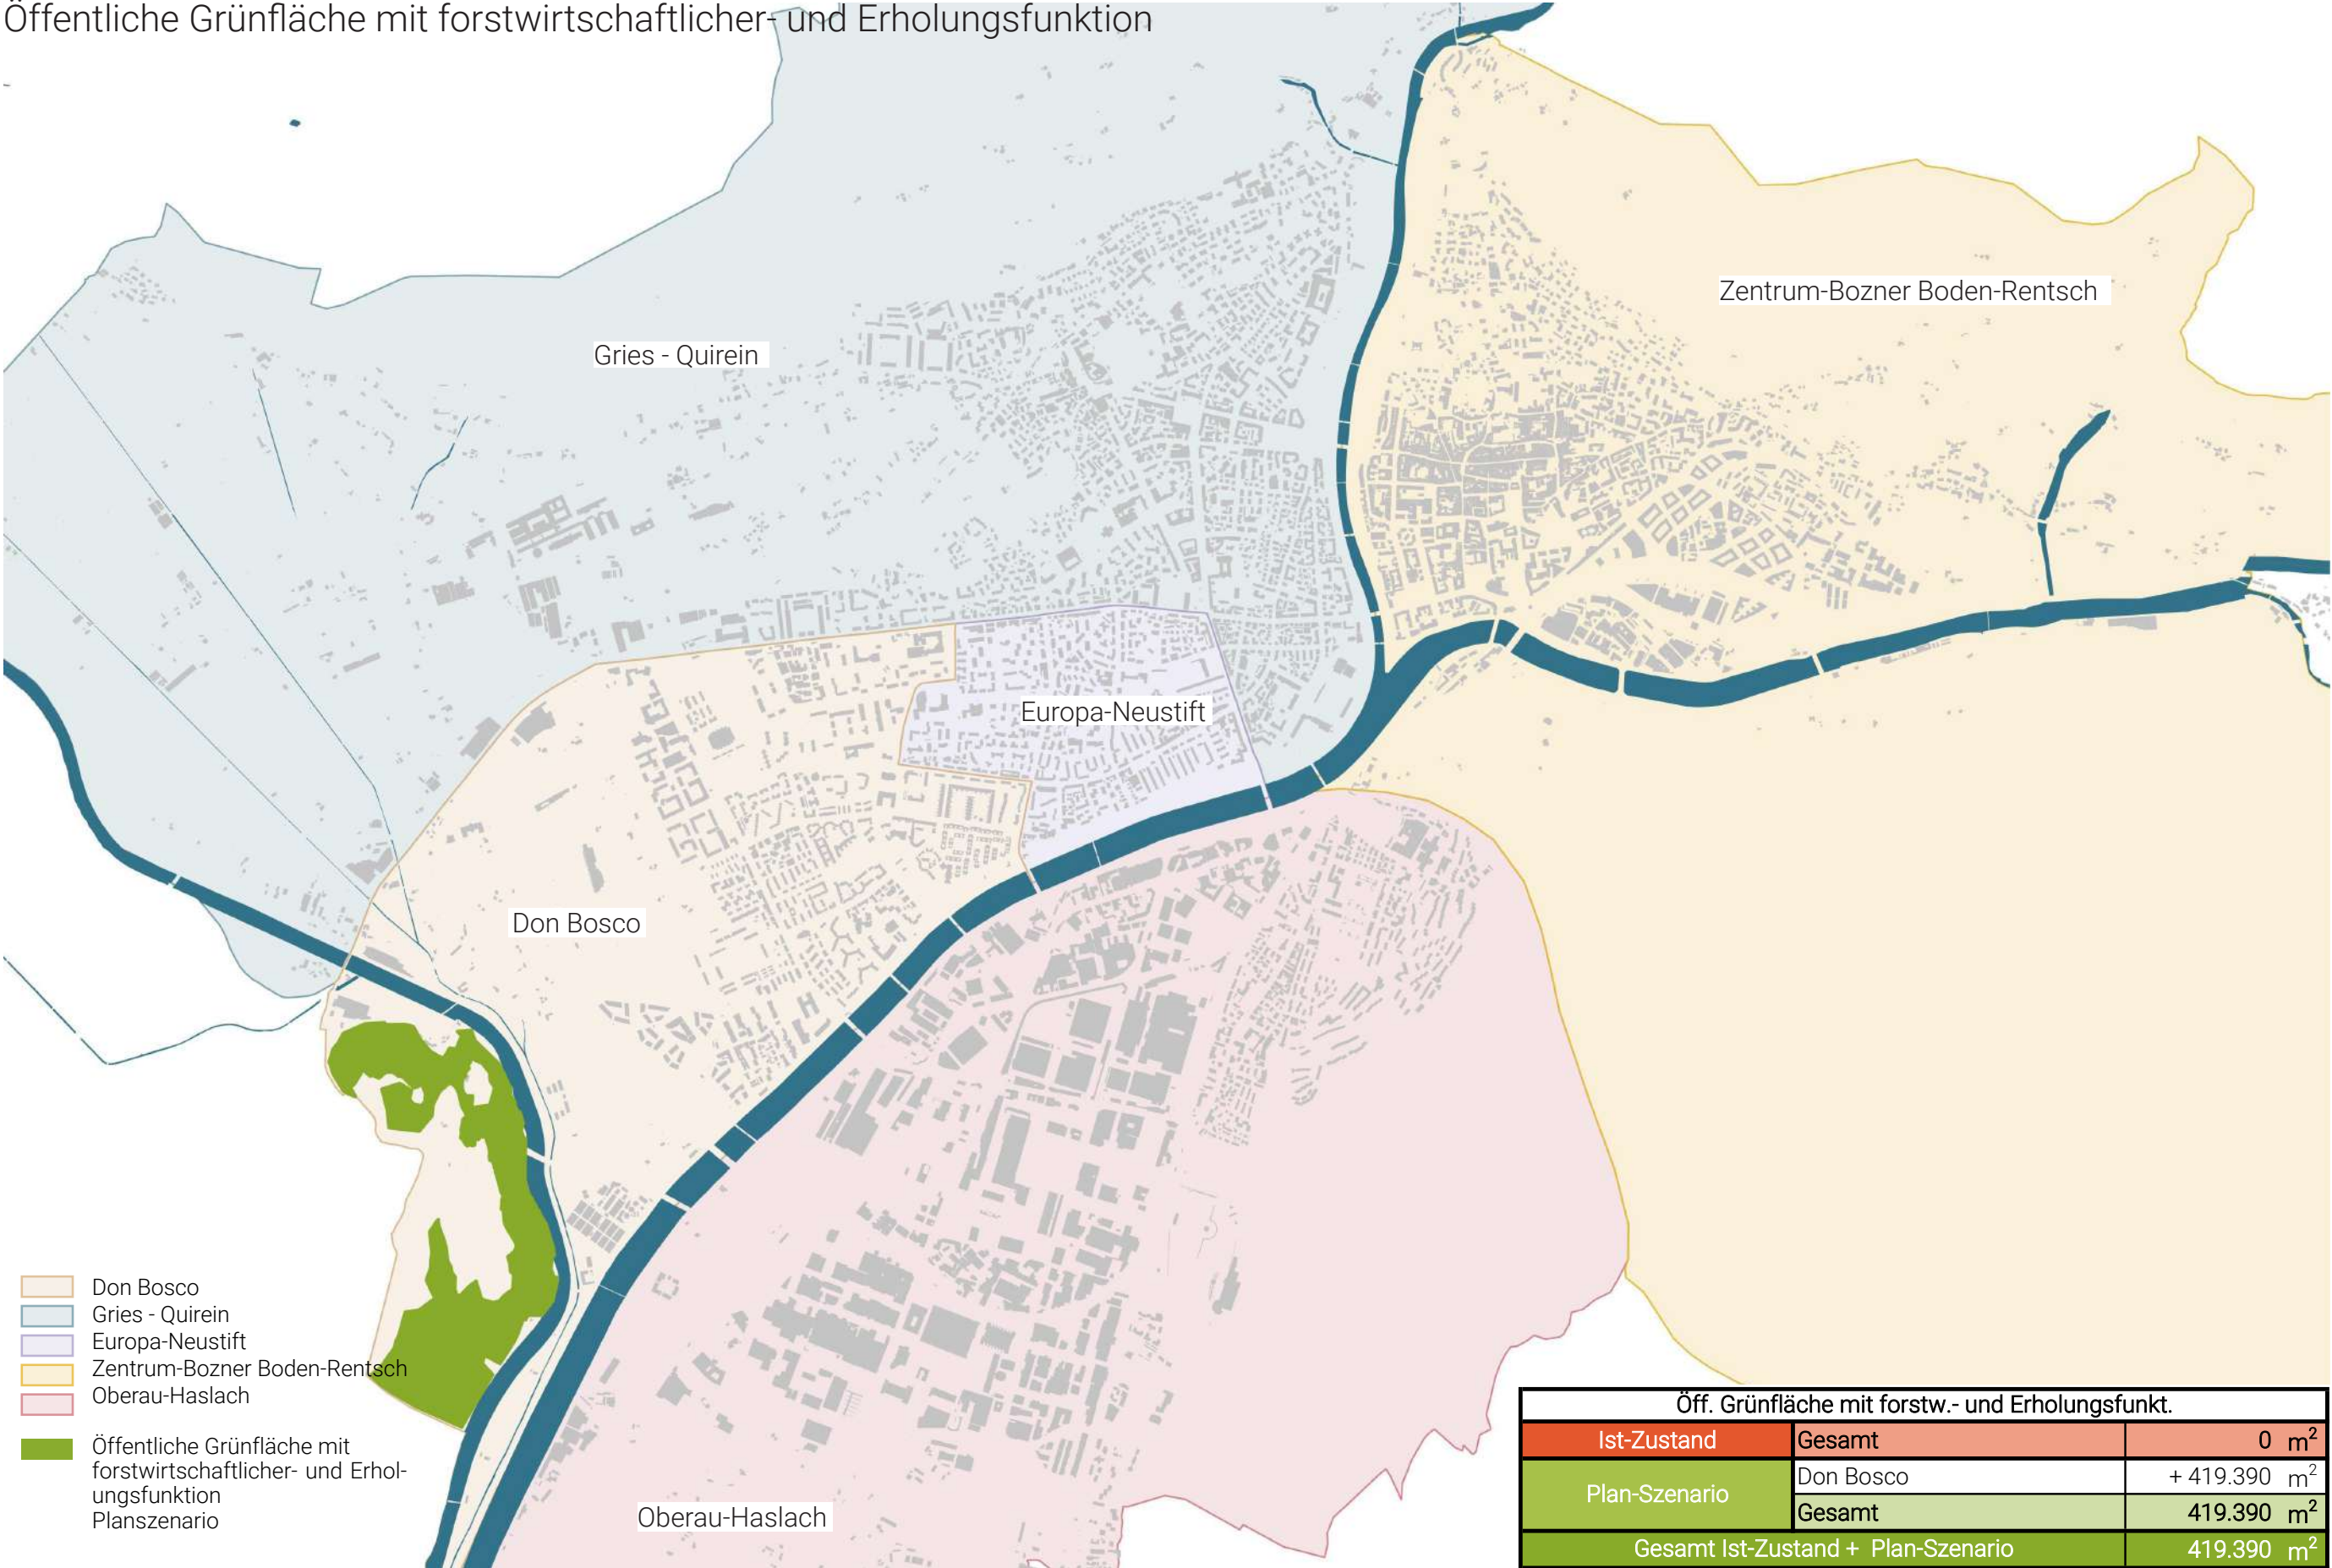 Öffentliche Grünfläche mit forstwirtschaftlicher- und Erholungsfunktion
Zentrum-Bozner Boden-Rentsch
Gries - Quirein
Europa-Neustift
Don Bosco
Oberau-Haslach
Don Bosco
Gries - Quirein
Europa-Neustift
Zentrum-Bozner Boden-Rentsch
Oberau-Haslach
Öffentliche Grünfläche mit
forstwirtschaftlicher- und Erhol-
ungsfunktion
Planszenario
Öff. Grünfläche mit forstw.- und Erholungsfunkt.
Ist-Zustand Gesamt 0 m²
Plan-Szenario Don Bosco + 419.390 m²
Gesamt 419.390 m²
Gesamt Ist-Zustand + Plan-Szenario 419.390 m²